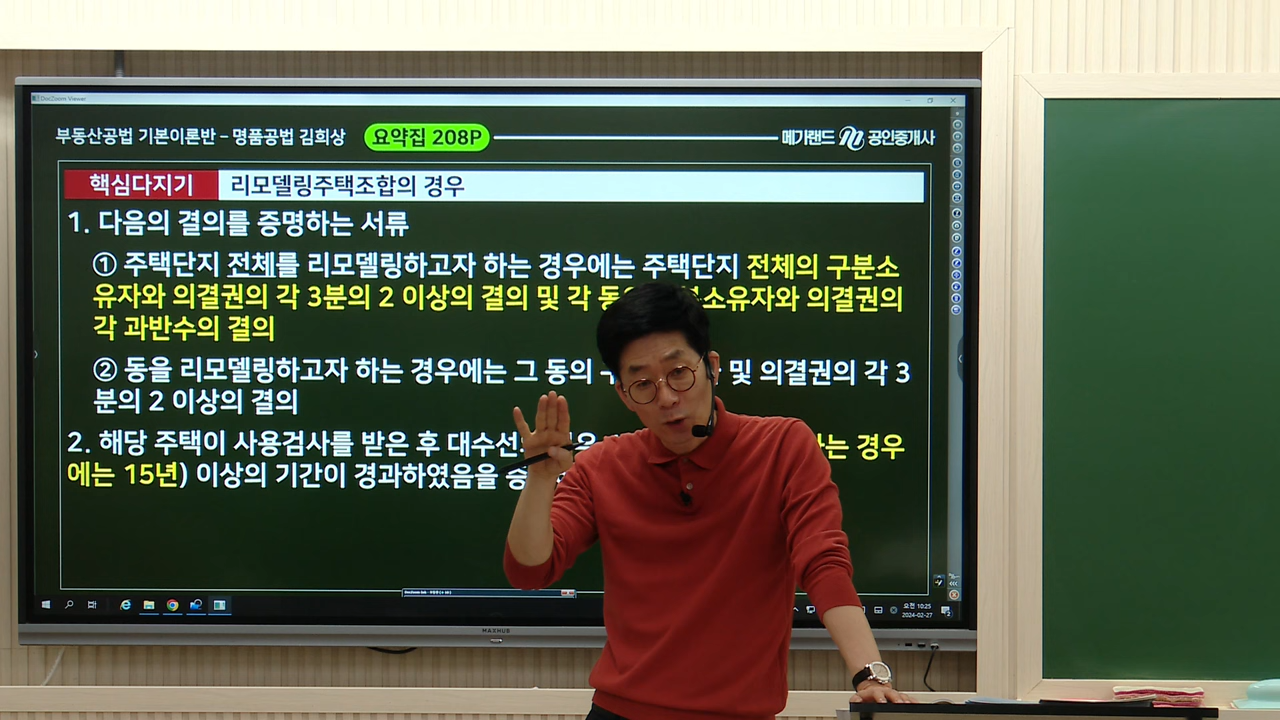 DocZoom Viewer
부동산공법 기본이론반 - 명품공법 김희상
요약집 208P
메가랜드 공인중개사
핵심다지기
리모델링주택조합의 경우
1. 다음의 결의를 증명하는 서류
① 주택단지 전체를 리모델링하고자 하는 경우에는 주택단지 전체의 구분소
유자와 의결권의 각 3분의 2 이상의 결의 및 각 소유자와 의결권의
각 과반수의 결의
② 동을 리모델링하고자 하는 경우에는 그 동의 및 의결권의 각 3
분의 2 이상의 결의
2. 해당 주택이 사용검사를 받은 후 경우
에는 15년) 이상의 기간이 경과하였음을
오전 10:25
2024-02-27
MAXHUB